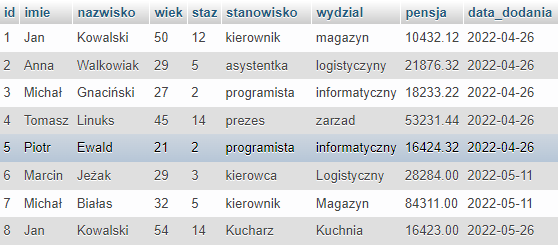 id imie nazwisko wiek staz stanowisko wydzial pensja data_dodania
1 Jan Kowalski 50 12 kierownik magazyn 10432.12 2022-04-26
2 Anna Walkowiak 29 5 asystentka logistyczyny 21876.32 2022-04-26
3 Michał Gnaciński 27 2 programista informatyczny 18233.22 2022-04-26
4 Tomasz Linuks 45 14 prezes zarzad 53231.44 2022-04-26
5 Piotr Ewald 21 2 programista informatyczny 16424.32 2022-04-26
6 Marcin Jeżak 29 3 kierowca Logistyczny 28284.00 2022-05-11
7 Michał Białas 32 5 kierownik Magazyn 84311.00 2022-05-11
8 Jan Kowalski 54 14 Kucharz Kuchnia 16423.00 2022-05-26